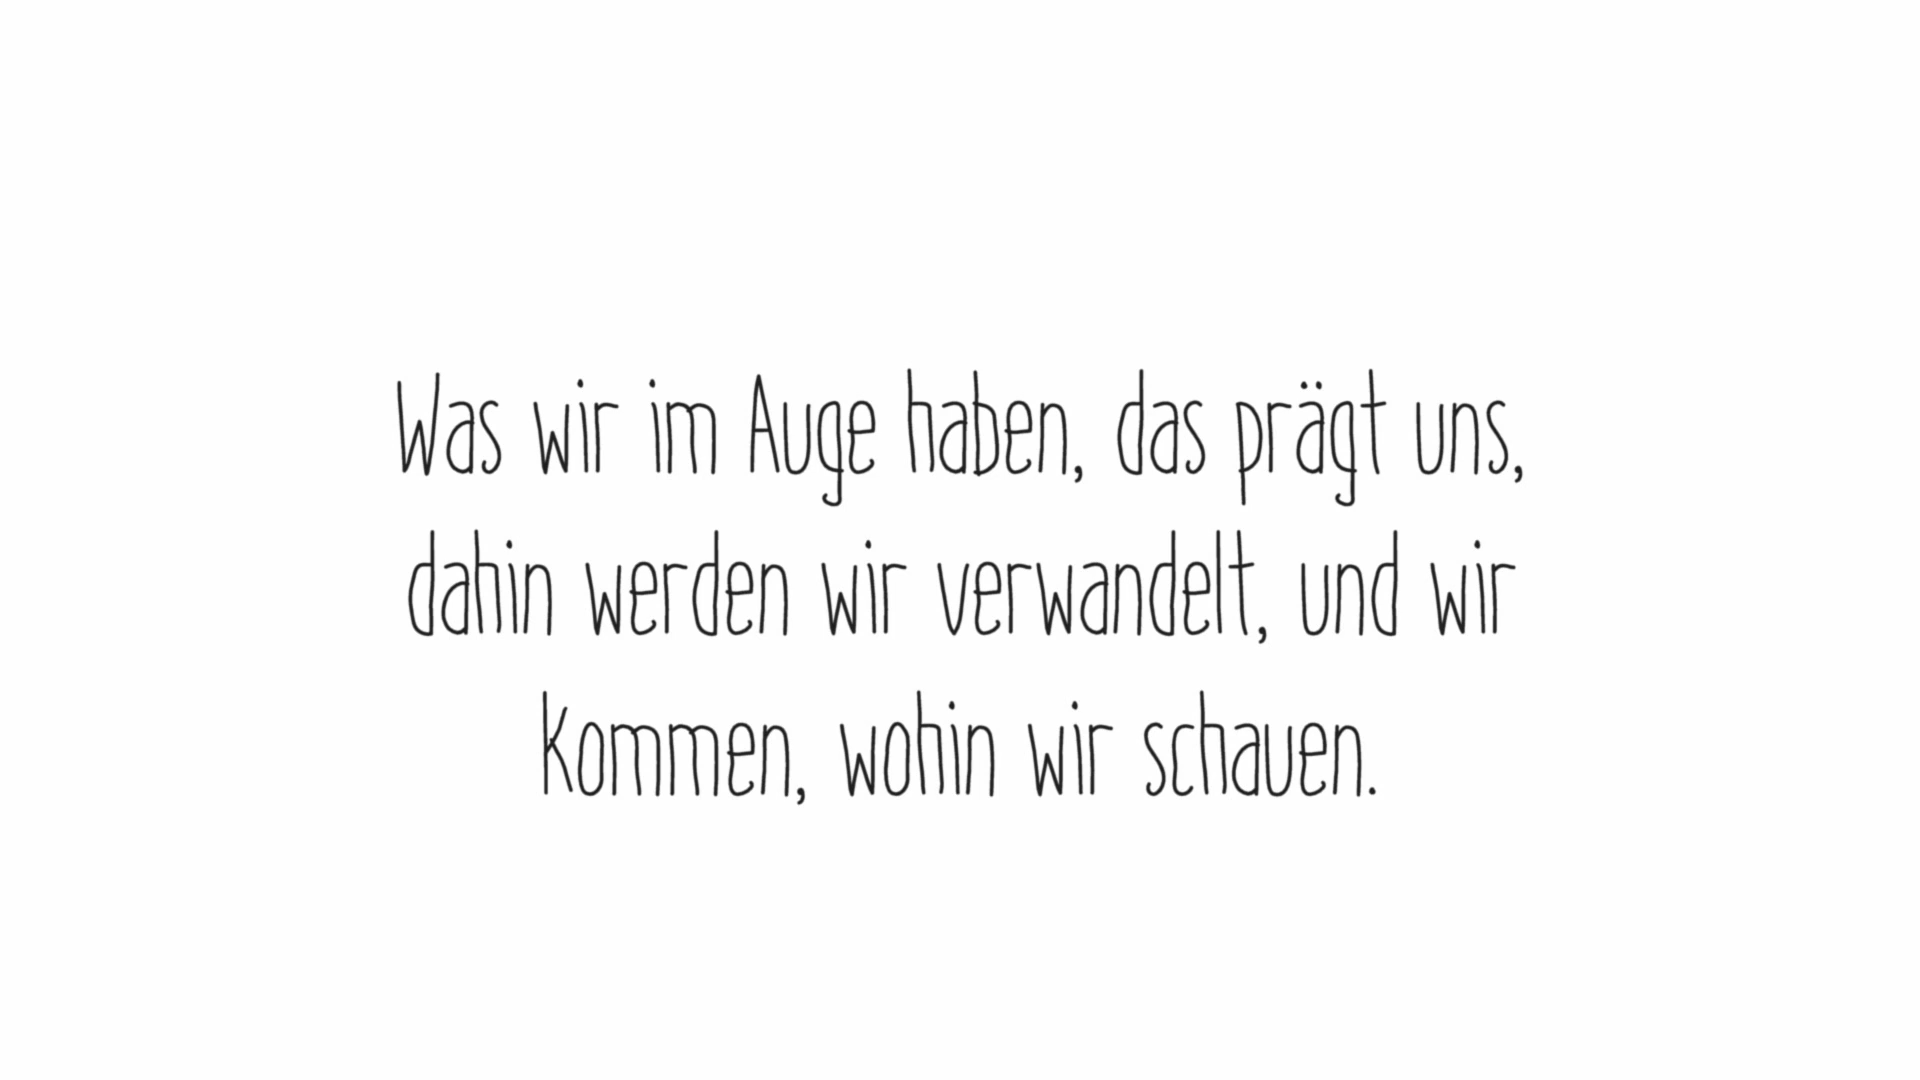 Was wir im Auge haben, das prägt uns,
dahin werden wir verwandelt, und wir
kommen, wohin wir schauen.